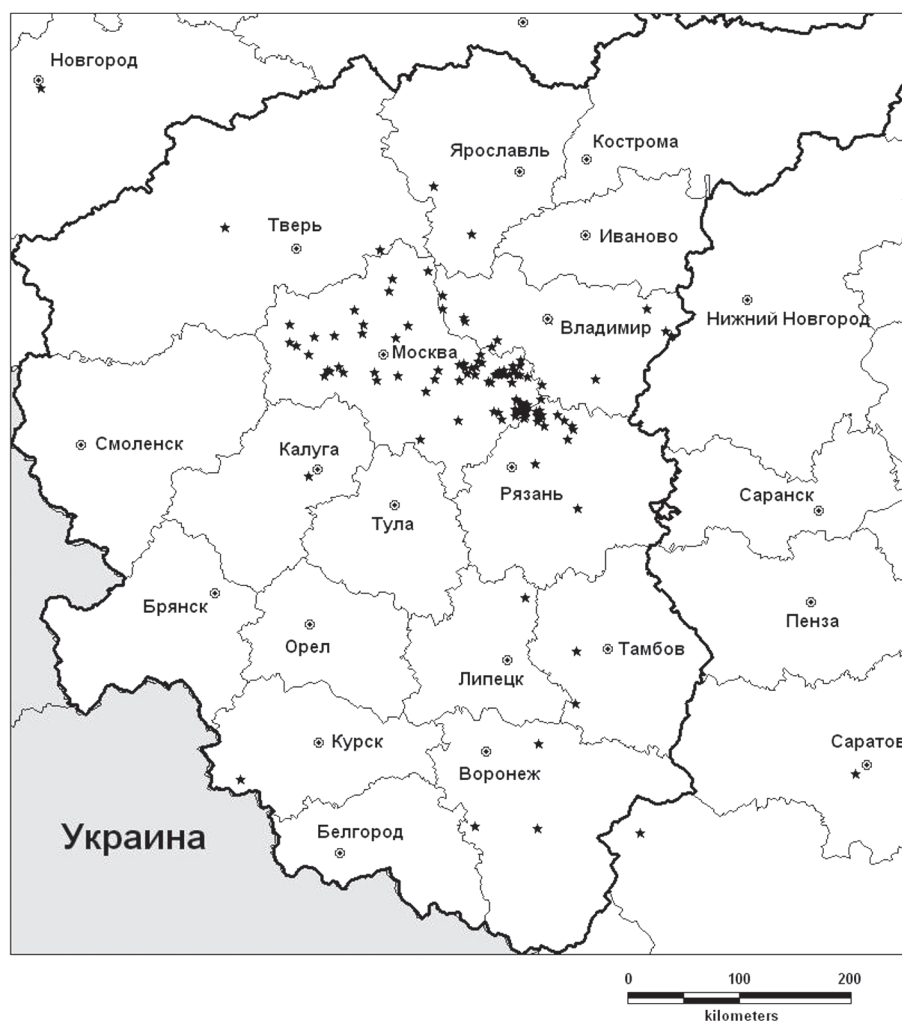 Новгород
Ярославль
Кострома
Тверь
Иваново
Владимир
Нижний Новгород
Москва
Смоленск
Калуга
Рязань
Саранск
Тула
Брянск
Пенза
Орел
Тамбов
Липецк
Курск
Саратов
Воронеж
Белгород
Украина
0 100 200
kilometers